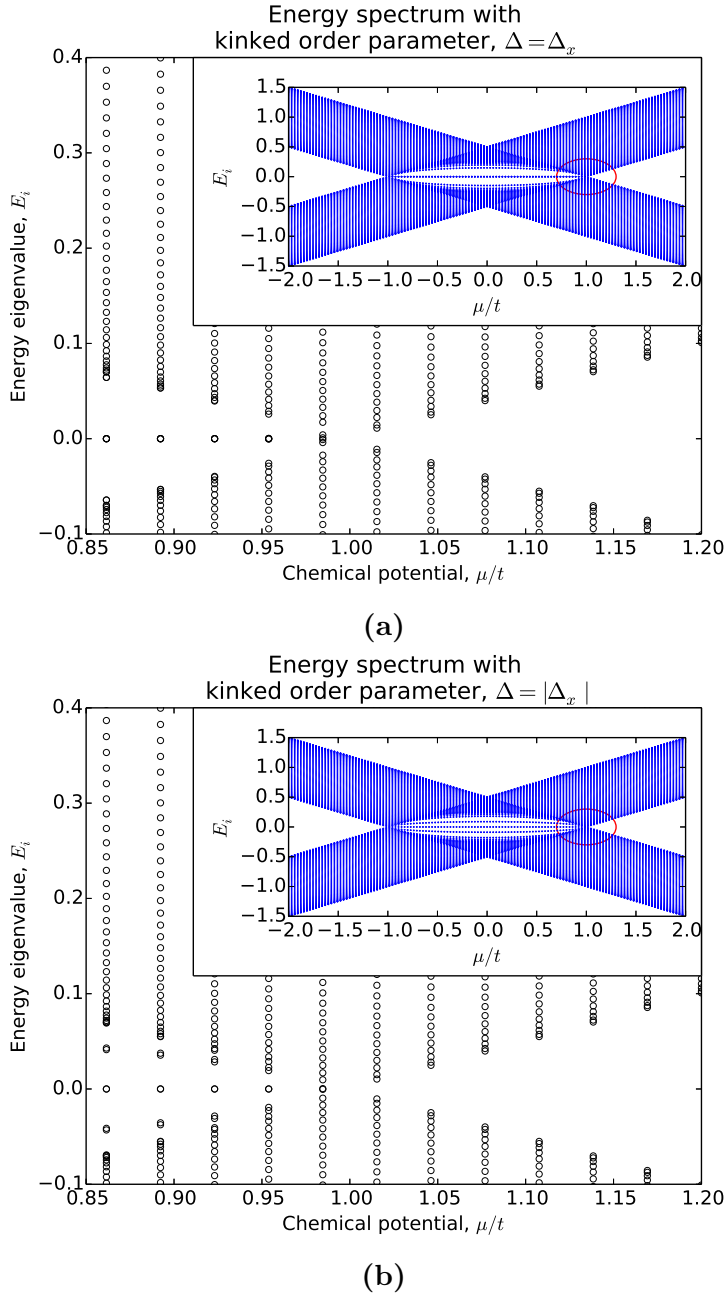 Energy spectrum with
kinked order parameter, Δ = Δₓ
0.4
0.3
0.2
0.1
0.0
−0.1
Energy eigenvalue, Eᵢ
1.5
1.0
0.5
0.0
−0.5
−1.0
−1.5
Eᵢ
−2.0 −1.5 −1.0 −0.5 0.0 0.5 1.0 1.5 2.0
μ/t
0.85 0.90 0.95 1.00 1.05 1.10 1.15 1.20
Chemical potential, μ/t
(a)
Energy spectrum with
kinked order parameter, Δ = |Δₓ |
0.4
0.3
0.2
0.1
0.0
−0.1
Energy eigenvalue, Eᵢ
1.5
1.0
0.5
0.0
−0.5
−1.0
−1.5
Eᵢ
−2.0 −1.5 −1.0 −0.5 0.0 0.5 1.0 1.5 2.0
μ/t
0.85 0.90 0.95 1.00 1.05 1.10 1.15 1.20
Chemical potential, μ/t
(b)